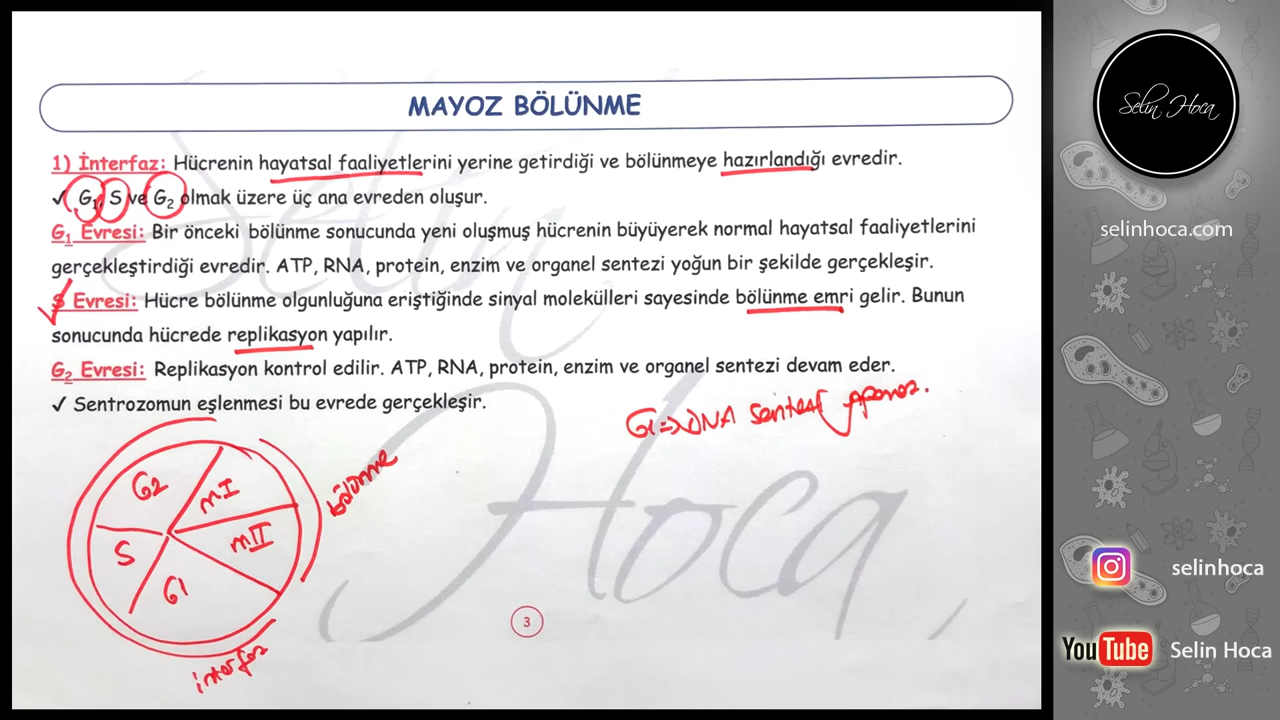 MAYOZ BÖLÜNME
1) İnterfaz: Hücrenin hayatsal faaliyetlerini yerine getirdiği ve bölünmeye hazırlandığı evredir.
✓ G₁, S ve G₂ olmak üzere üç ana evreden oluşur.
G₁ Evresi: Bir önceki bölünme sonucunda yeni oluşmuş hücrenin büyüyerek normal hayatsal faaliyetlerini
gerçekleştirdiği evredir. ATP, RNA, protein, enzim ve organel sentezi yoğun bir şekilde gerçekleşir.
S Evresi: Hücre bölünme olgunluğuna eriştiğinde sinyal molekülleri sayesinde bölünme emri gelir. Bunun
sonucunda hücrede replikasyon yapılır.
G₂ Evresi: Replikasyon kontrol edilir. ATP, RNA, protein, enzim ve organel sentezi devam eder.
✓ Sentrozomun eşlenmesi bu evrede gerçekleşir.
DNA sentezi yapamaz.
bölünme
G2
MI
MII
S
G1
interfaz
3
Selin Hoca
Selin Hoca
selinhoca.com
selinhoca
YouTube Selin Hoca